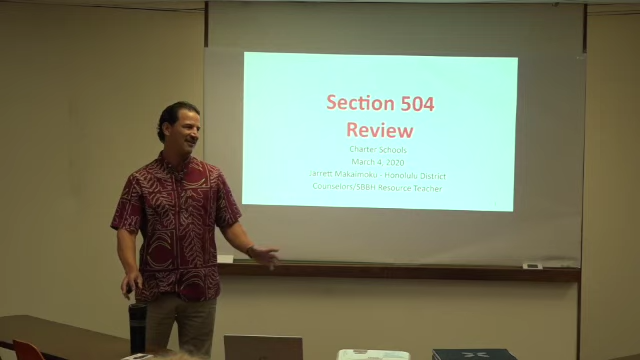 Section 504
Review
Charter Schools
March 4, 2020
Jarrett Makaimoku - Honolulu District
Counselors/SBBH Resource Teacher